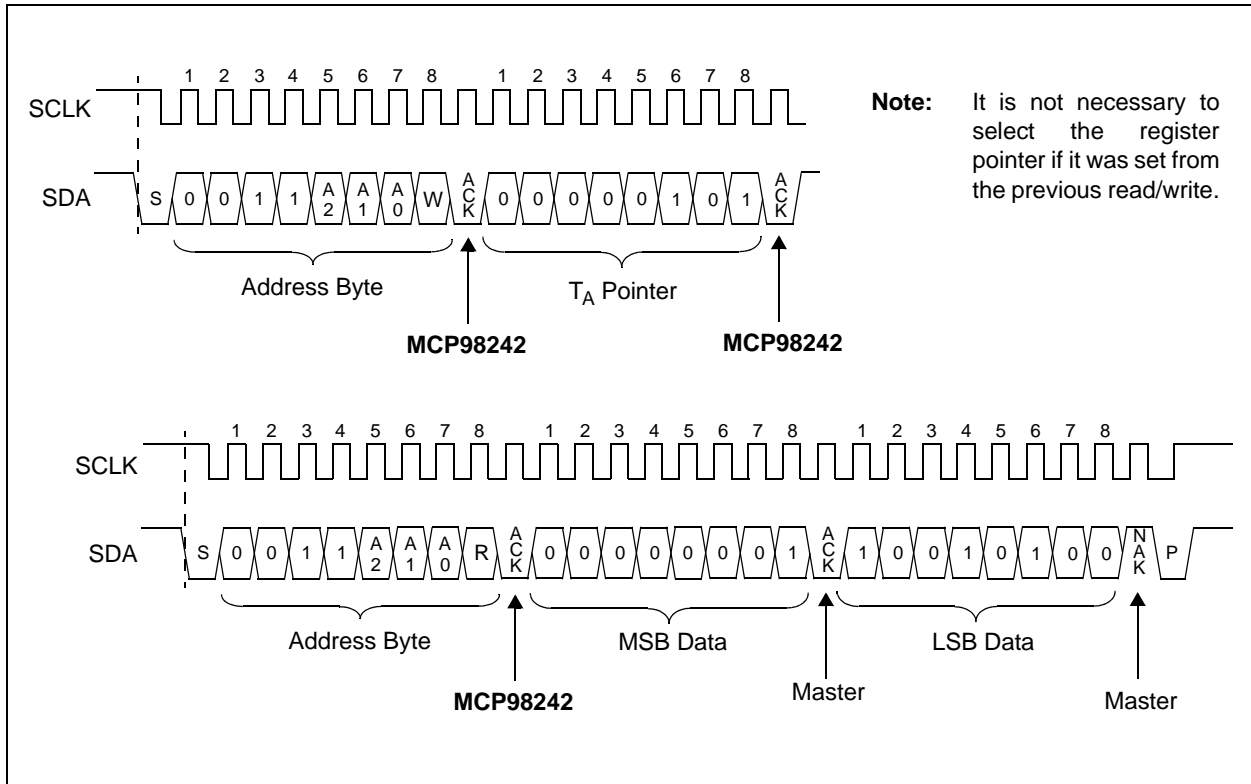 1 2 3 4 5 6 7 8 1 2 3 4 5 6 7 8
SCLK
SDA
S 0 0 1 1 A2 A1 A0 W ACK 0 0 0 0 0 1 0 1 ACK
Address Byte
TA Pointer
MCP98242
MCP98242
Note: It is not necessary to
select the register
pointer if it was set from
the previous read/write.
1 2 3 4 5 6 7 8 1 2 3 4 5 6 7 8 1 2 3 4 5 6 7 8
SCLK
SDA
S 0 0 1 1 A2 A1 A0 R ACK 0 0 0 0 0 0 0 1 ACK 1 0 0 1 0 1 0 0 NAK P
Address Byte
MSB Data
LSB Data
MCP98242
Master
Master